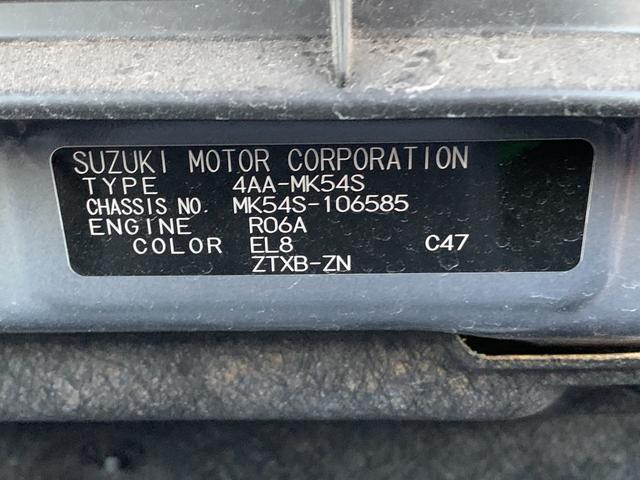 SUZUKI MOTOR CORPORATION
TYPE 4AA-MK54S
CHASSIS NO. MK54S-106585
ENGINE R06A
COLOR EL8 C47
ZTXB-ZN